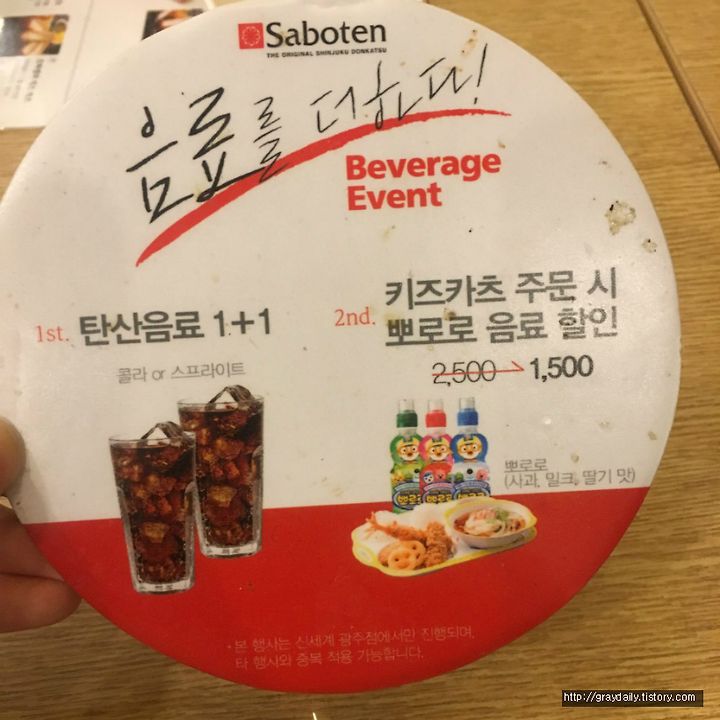 Saboten
THE ORIGINAL SHINJUKU DONKATSU
음료를 더하다!
Beverage
Event
1st. 탄산음료 1+1
콜라 or 스프라이트
2nd. 키즈카츠 주문 시
뽀로로 음료 할인
2,500 → 1,500
뽀로로
(사과, 밀크, 딸기 맛)
뽀로로
• 본 행사는 신세계 광주점에서만 진행되며,
타 행사와 중복 적용 가능합니다.
http://graydaily.tistory.com